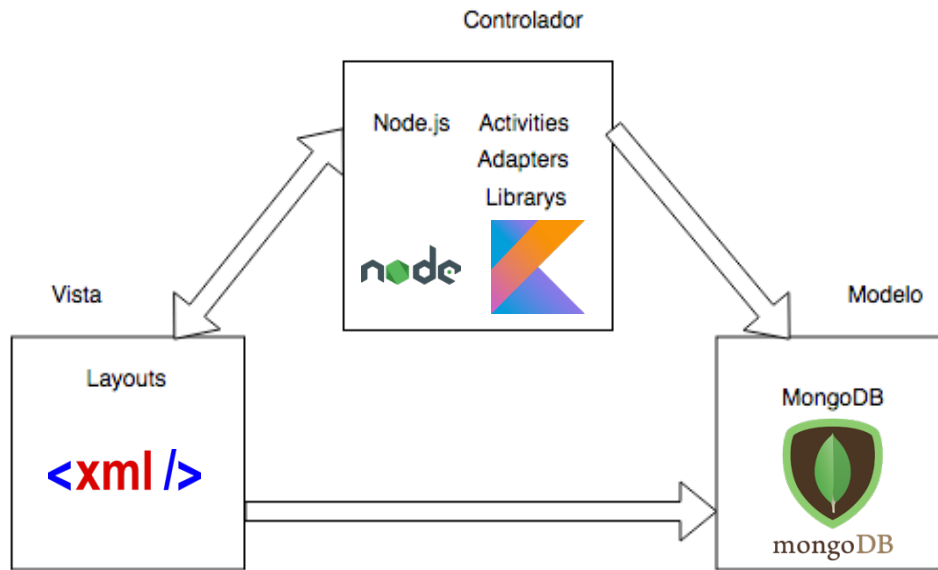 Controlador
Node.js
Activities
Adapters
Librarys
node
Vista
Layouts
<xml/>
Modelo
MongoDB
mongoDB